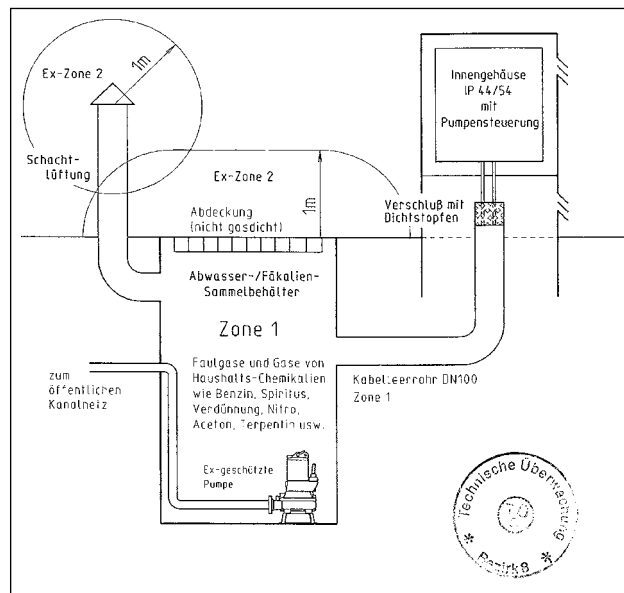 Ex-Zone 2
1m
Innengehäuse
IP 44/54
mit
Pumpensteuerung
Schacht-
lüftung
Ex-Zone 2
1m
Verschluß mit
Dichtstopfen
Abdeckung
(nicht gasdicht)
Abwasser-/Fäkalien-
Sammelbehälter
Zone 1
zum
öffentlichen
Kanalnetz
Faulgase und Gase von
Haushalts-Chemikalien
wie Benzin, Spiritus,
Verdünnung, Nitro,
Aceton, Terpentin usw.
Kabelleerrohr DN100
Zone 1
Ex-geschützte
Pumpe
Technische Überwachung
* Bezirk 8 *